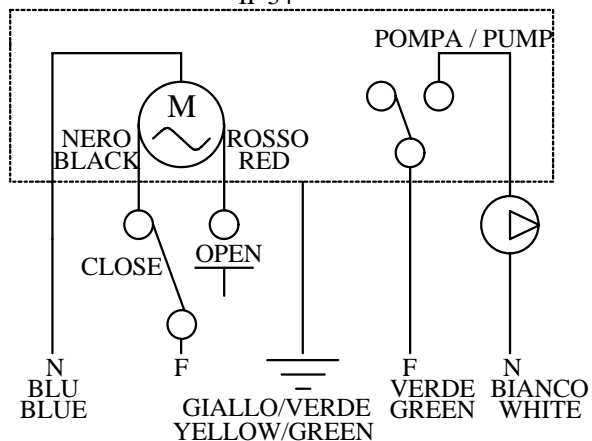 POMPA / PUMP
M
NERO
BLACK
ROSSO
RED
CLOSE
OPEN
N
BLU
BLUE
F
GIALLO/VERDE
YELLOW/GREEN
F
VERDE
GREEN
N
BIANCO
WHITE